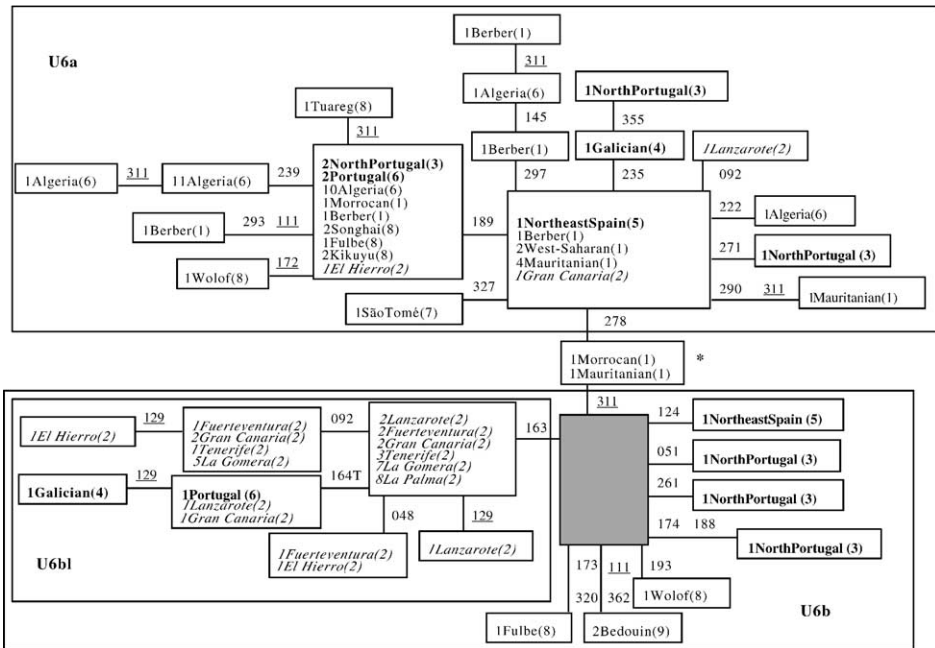 U6a
1Berber(1)
311
1Algeria(6)
145
1Berber(1)
297
1NorthPortugal(3)
355
1Galician(4)
235
1Lanzarote(2)
092
1Tuareg(8)
311
1Algeria(6)
311
11Algeria(6)
239
1Berber(1)
293
111
1Wolof(8)
172
2NorthPortugal(3)
2Portugal(6)
10Algeria(6)
1Morrocan(1)
1Berber(1)
2Songhai(8)
1Fulbe(8)
2Kikuyu(8)
1El Hierro(2)
189
1NortheastSpain(5)
1Berber(1)
2West-Saharan(1)
4Mauritanian(1)
1Gran Canaria(2)
222
1Algeria(6)
271
1NorthPortugal(3)
290
311
1Mauritanian(1)
327
1SãoTomé(7)
278
1Morrocan(1)
1Mauritanian(1)
*
311
1El Hierro(2)
129
1Fuerteventura(2)
2Gran Canaria(2)
1Tenerife(2)
5La Gomera(2)
092
2Lanzarote(2)
2Fuerteventura(2)
2Gran Canaria(2)
3Tenerife(2)
7La Gomera(2)
8La Palma(2)
163
1Galician(4)
129
1Portugal (6)
1Lanzarote(2)
1Gran Canaria(2)
164T
048
1Fuerteventura(2)
1El Hierro(2)
129
1Lanzarote(2)
U6b1
124
1NortheastSpain(5)
051
1NorthPortugal (3)
261
1NorthPortugal (3)
174
188
1NorthPortugal (3)
173
320
1Fulbe(8)
111
362
2Bedouin(9)
193
1Wolof(8)
U6b